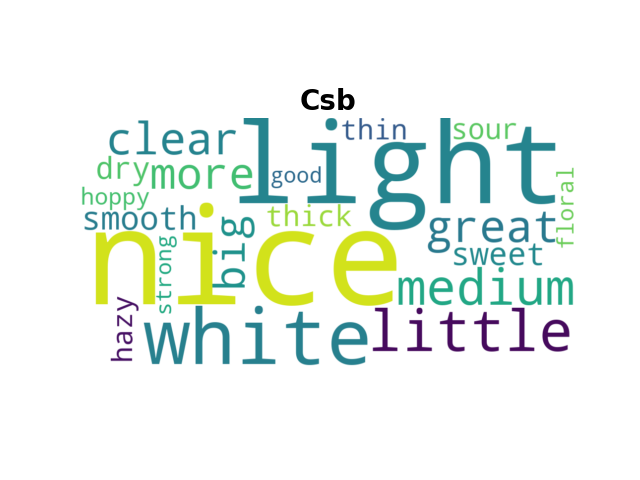 Csb
clear
light
thin
sour
dry
more
good
floral
hoppy
smooth
thick
great
nice
big
strong
sweet
medium
hazy
white
little